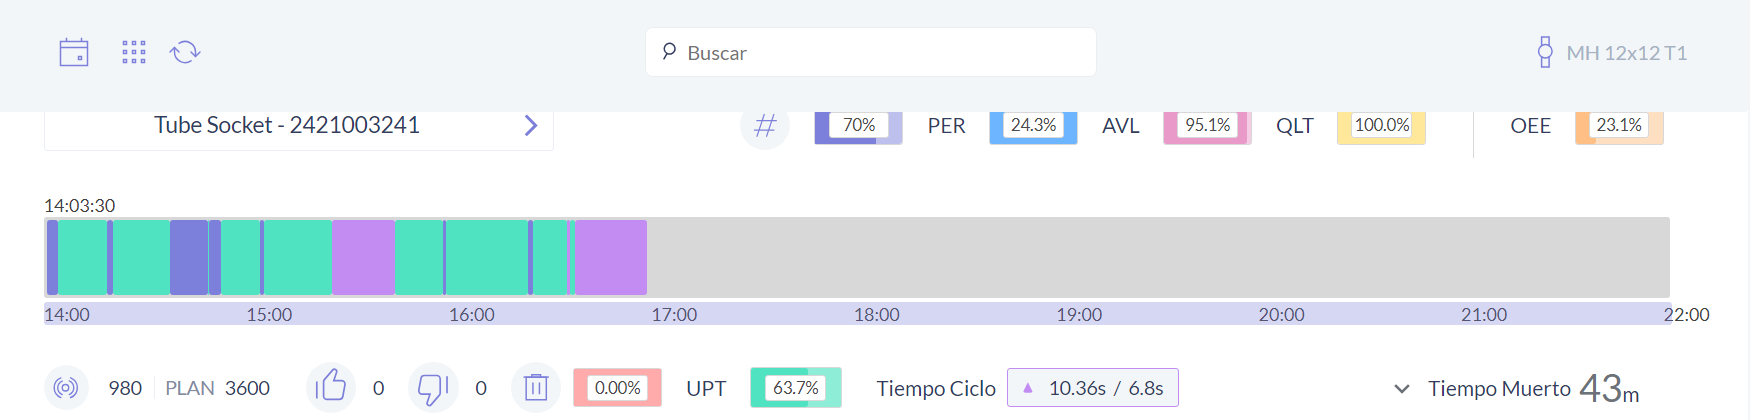 Buscar
MH 12x12 T1
Tube Socket - 2421003241
70% PER 24.3% AVL 95.1% QLT 100.0% OEE 23.1%
14:03:30
14:00 15:00 16:00 17:00 18:00 19:00 20:00 21:00 22:00
980 PLAN 3600 0 0 0.00% UPT 63.7% Tiempo Ciclo 10.36s / 6.8s Tiempo Muerto 43m